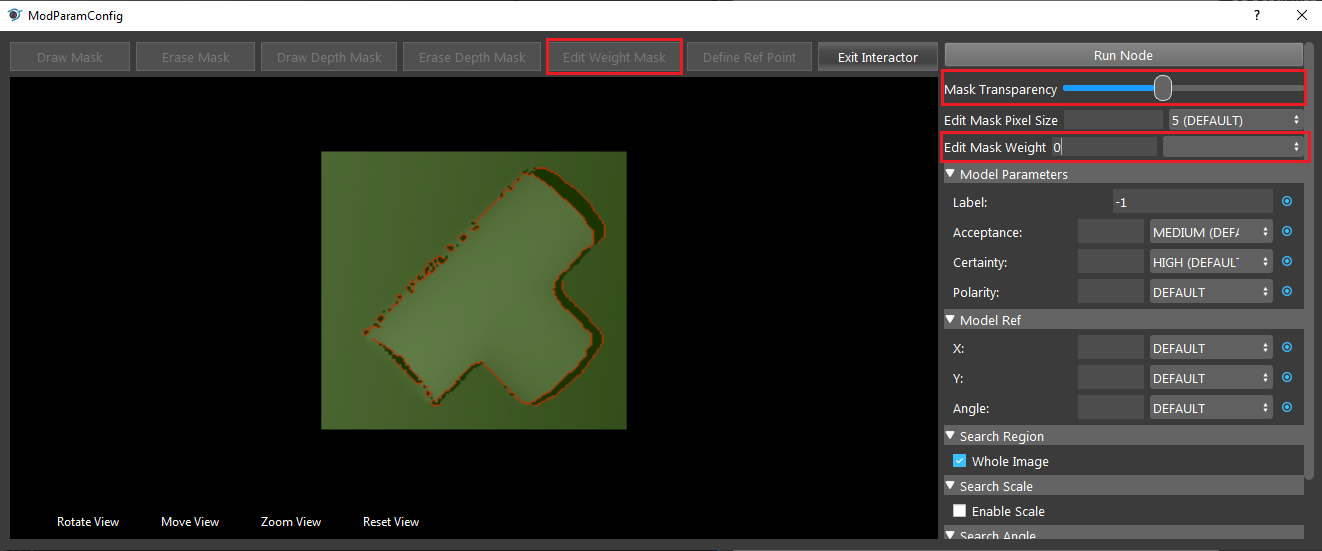 ModParamConfig
?
Draw Mask Erase Mask Draw Depth Mask Erase Depth Mask Edit Weight Mask Define Ref Point Exit Interactor
Run Node
Mask Transparency
Edit Mask Pixel Size 5 (DEFAULT)
Edit Mask Weight 0
Model Parameters
Label: -1
Acceptance: MEDIUM (DEFA
Certainty: HIGH (DEFAULT
Polarity: DEFAULT
Model Ref
X: DEFAULT
Y: DEFAULT
Angle: DEFAULT
Search Region
Whole Image
Search Scale
Enable Scale
Search Angle
Rotate View Move View Zoom View Reset View